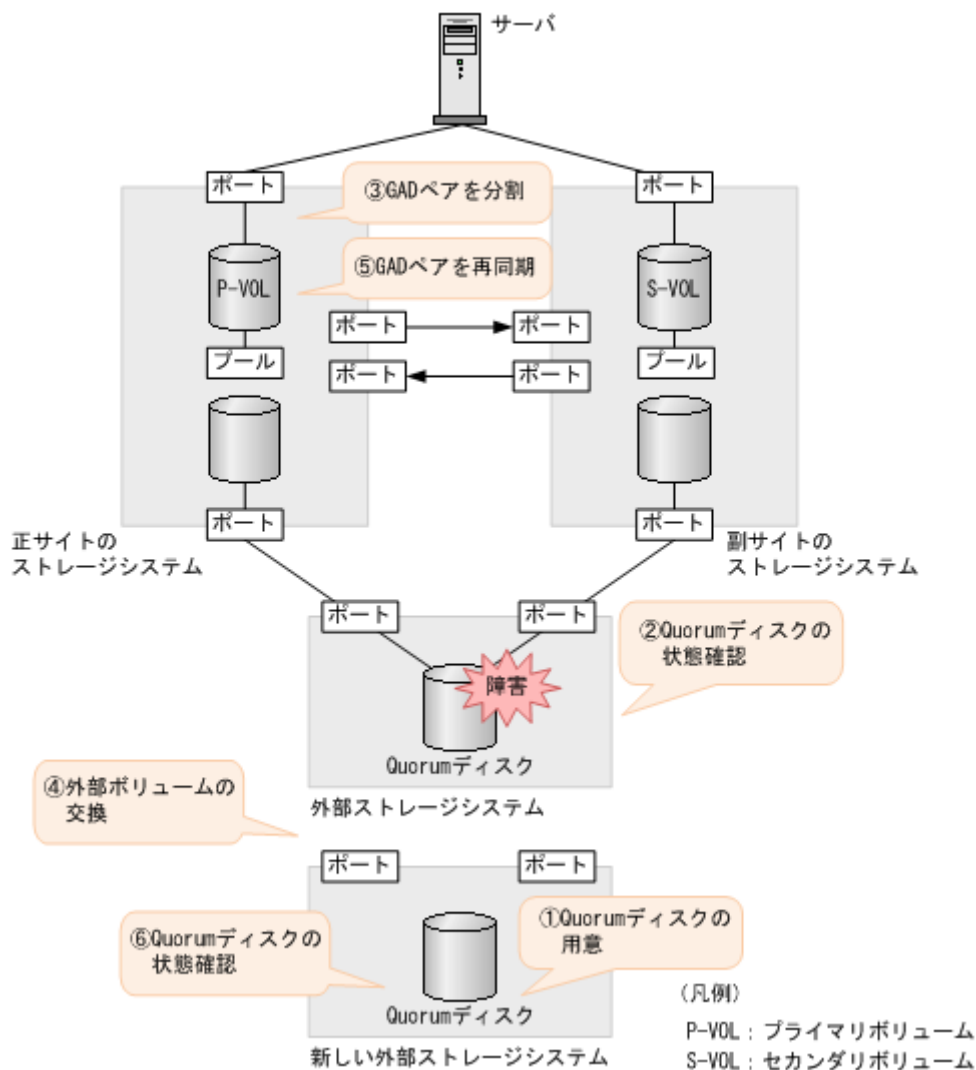 サーバ
ポート
ポート
③GADペアを分割
P-VOL
⑤GADペアを再同期
S-VOL
ポート
ポート
プール
プール
ポート
ポート
ポート
ポート
正サイトの
ストレージシステム
副サイトの
ストレージシステム
ポート
ポート
②Quorumディスクの
状態確認
障害
Quorumディスク
④外部ボリュームの
交換
外部ストレージシステム
ポート
ポート
①Quorumディスクの
用意
⑥Quorumディスクの
状態確認
Quorumディスク
新しい外部ストレージシステム
(凡例)
P-VOL：プライマリボリューム
S-VOL：セカンダリボリューム